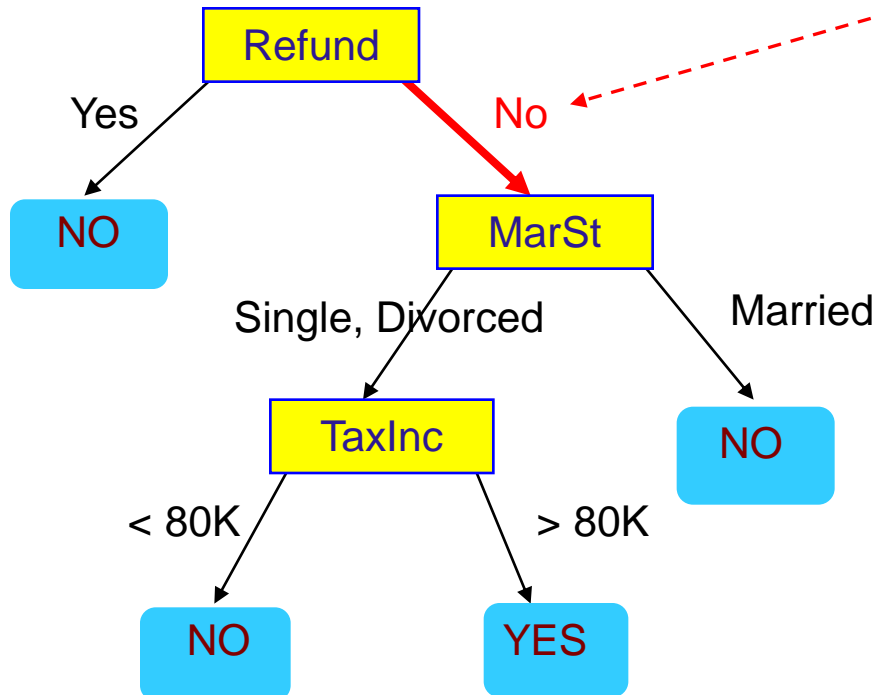 Refund
Yes
No
NO
MarSt
Single, Divorced
Married
TaxInc
NO
< 80K
> 80K
NO
YES